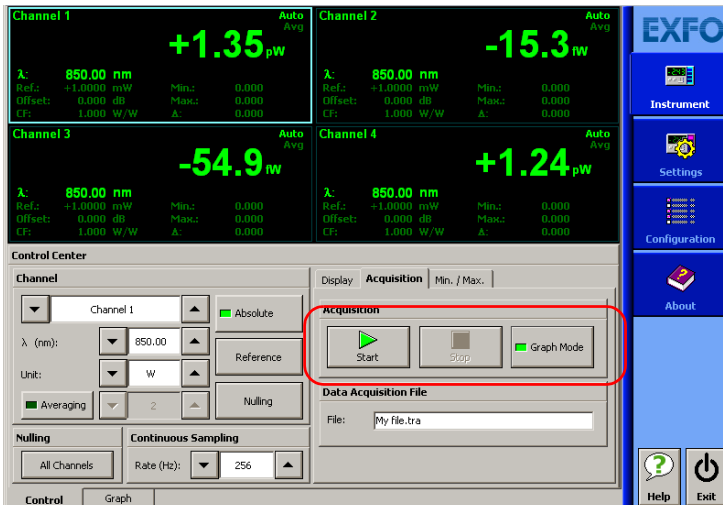 Channel 1 Auto
Avg
+1.35 pW
λ: 850.00 nm
Ref.: +1.0000 mW Min.: 0.000
Offset: 0.000 dB Max.: 0.000
CF: 1.000 W/W Δ: 0.000
Channel 2 Auto
Avg
-15.3 fW
λ: 850.00 nm
Ref.: +1.0000 mW Min.: 0.000
Offset: 0.000 dB Max.: 0.000
CF: 1.000 W/W Δ: 0.000
Channel 3 Auto
Avg
-54.9 fW
λ: 850.00 nm
Ref.: +1.0000 mW Min.: 0.000
Offset: 0.000 dB Max.: 0.000
CF: 1.000 W/W Δ: 0.000
Channel 4 Auto
Avg
+1.24 pW
λ: 850.00 nm
Ref.: +1.0000 mW Min.: 0.000
Offset: 0.000 dB Max.: 0.000
CF: 1.000 W/W Δ: 0.000
Control Center
Channel
Channel 1
Absolute
λ (nm): 850.00
Reference
Unit: W
Nulling
Averaging 2
Nulling
All Channels
Continuous Sampling
Rate (Hz): 256
Display Acquisition Min. / Max.
Acquisition
Start Stop Graph Mode
Data Acquisition File
File: My file.tra
Control Graph
EXFO
Instrument
Settings
Configuration
About
Help Exit